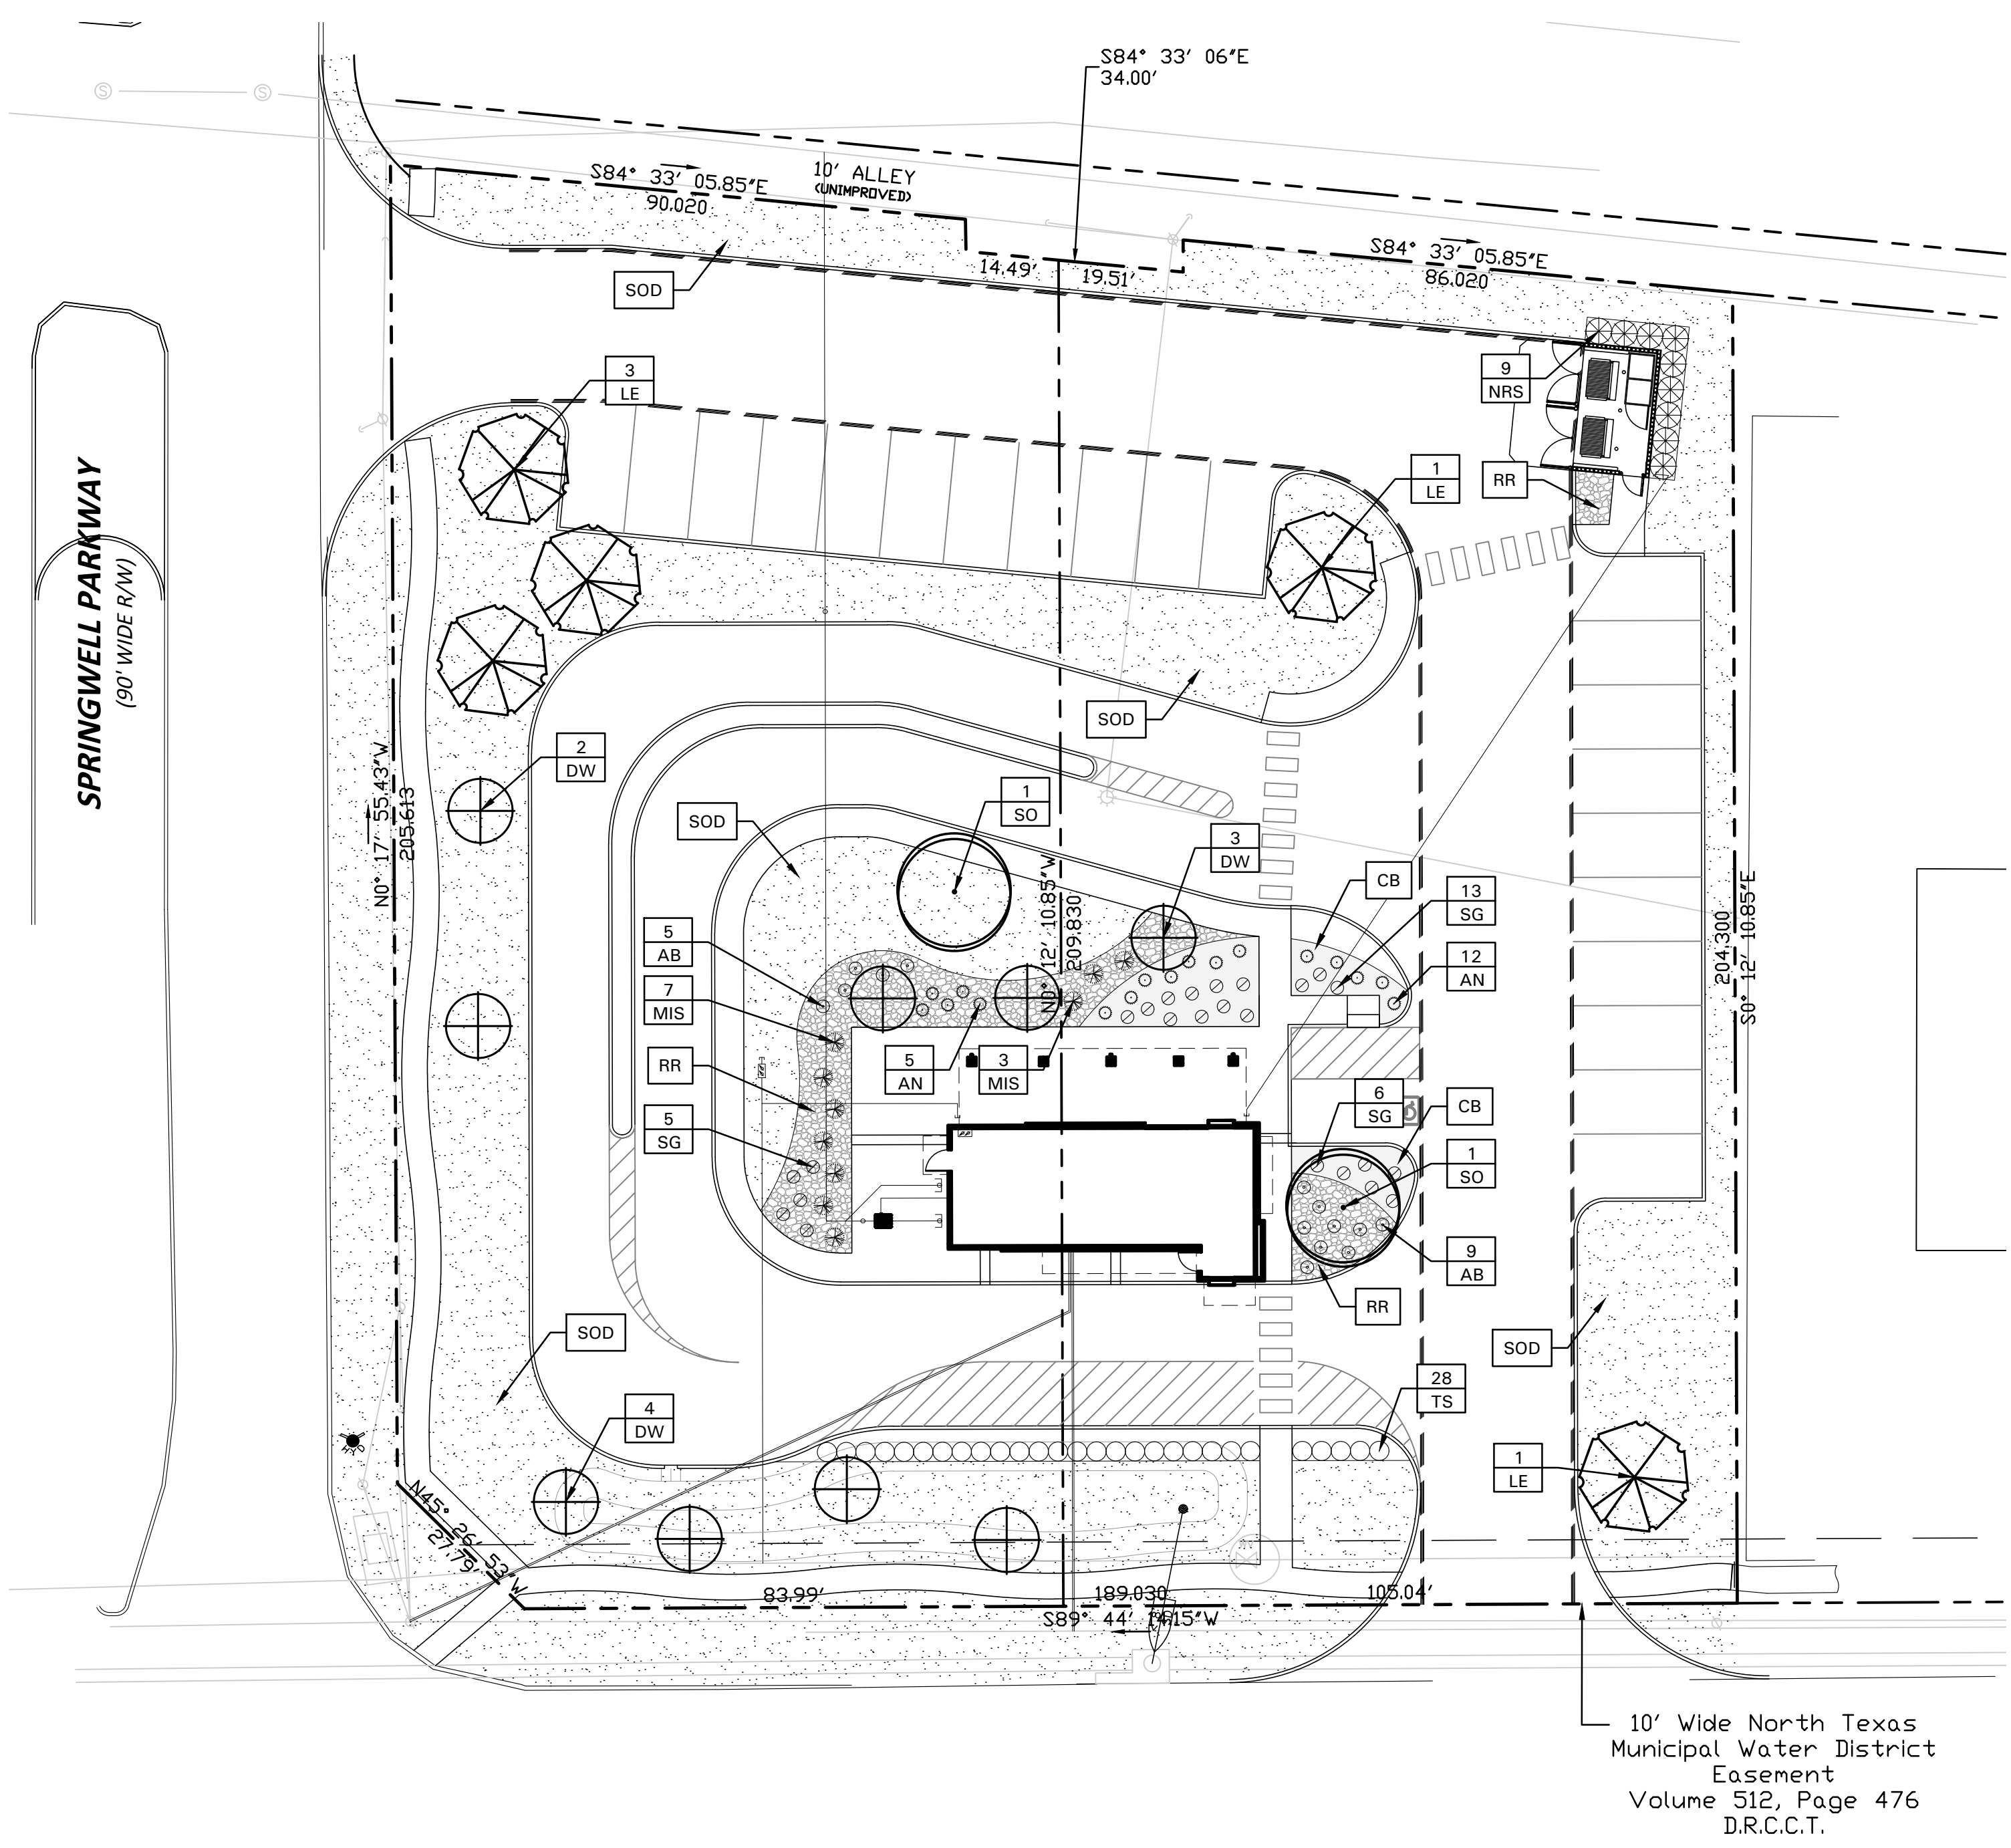 S84° 33′ 06″E
34.00′
S
S
S84° 33′ 05.85″E
90.020
10′ ALLEY
(UNIMPROVED)
S84° 33′ 05.85″E
86.020
14.49′
19.51′
SOD
3
LE
9
NRS
1
LE
RR
SPRINGWELL PARKWAY
(90' WIDE R/W)
SOD
2
DW
N0° 17′ 55.43″W
205.613
1
SO
SOD
3
DW
CB
13
SG
N0° 12′ 10.85″W
209.830
204.300
S0° 12′ 10.85″E
5
AB
12
AN
7
MIS
5
AN
3
MIS
RR
6
SG
CB
5
SG
1
SO
9
AB
RR
SOD
SOD
28
TS
4
DW
1
LE
HYD
N45° 26′ 53″W
27.79′
83.99′
189.030
105.04′
S89° 44′ 14.15″W
10′ Wide North Texas
Municipal Water District
Easement
Volume 512, Page 476
D.R.C.C.T.